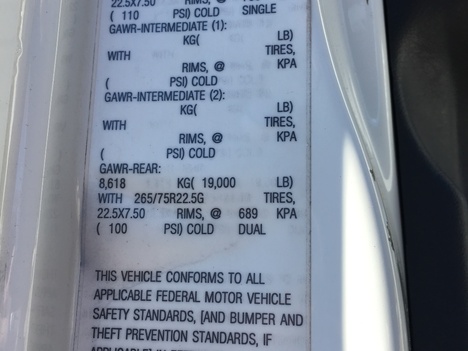 22.5X7.50 RIMS, @
( 110 PSI) COLD SINGLE
GAWR-INTERMEDIATE (1):
KG( LB)
WITH TIRES,
RIMS, @ KPA
( PSI) COLD
GAWR-INTERMEDIATE (2):
KG( LB)
WITH TIRES,
RIMS, @ KPA
( PSI) COLD
GAWR-REAR:
8,618 KG( 19,000 LB)
WITH 265/75R22.5G TIRES,
22.5X7.50 RIMS, @ 689 KPA
( 100 PSI) COLD DUAL
THIS VEHICLE CONFORMS TO ALL
APPLICABLE FEDERAL MOTOR VEHICLE
SAFETY STANDARDS, [AND BUMPER AND
THEFT PREVENTION STANDARDS, IF